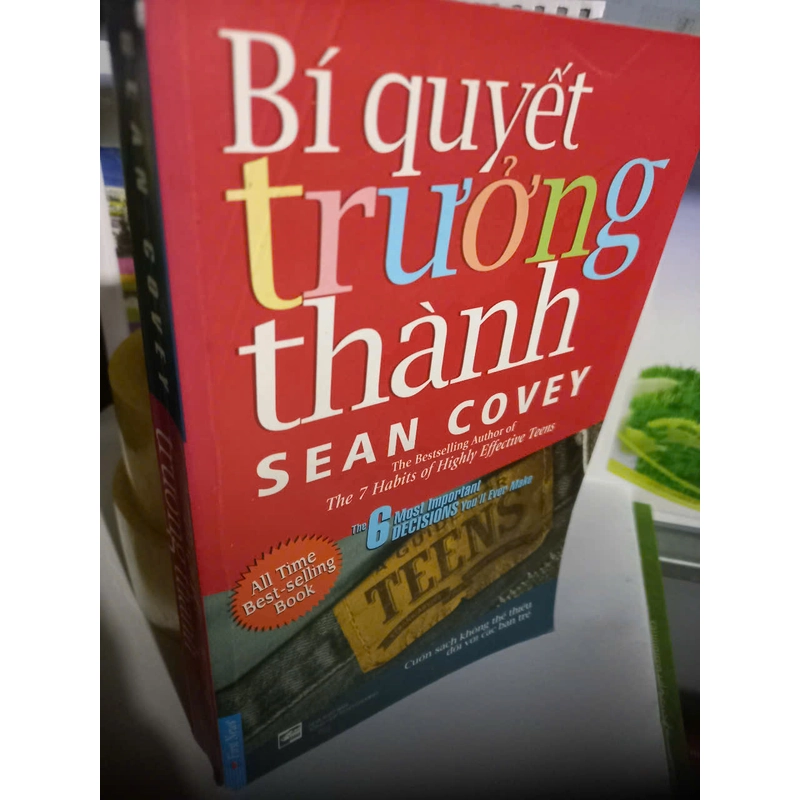 Bí quyết
trưởng
thành
SEAN COVEY
The Bestselling Author of
The 7 Habits of Highly Effective Teens
The 6 Most Important
DECISIONS You'll Ever Make
TEENS
All Time
Best-selling
Book
Cuốn sách không thể thiếu
đối với các bạn trẻ
First News
SEAN COVEY